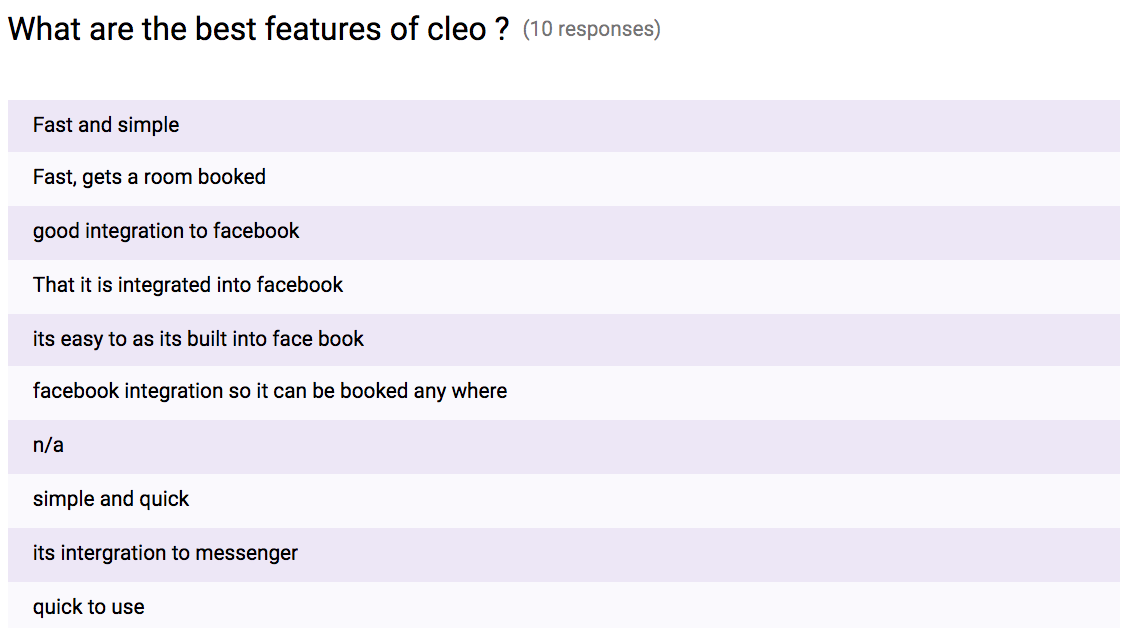 What are the best features of cleo ? (10 responses)
Fast and simple
Fast, gets a room booked
good integration to facebook
That it is integrated into facebook
its easy to as its built into face book
facebook integration so it can be booked any where
n/a
simple and quick
its intergration to messenger
quick to use